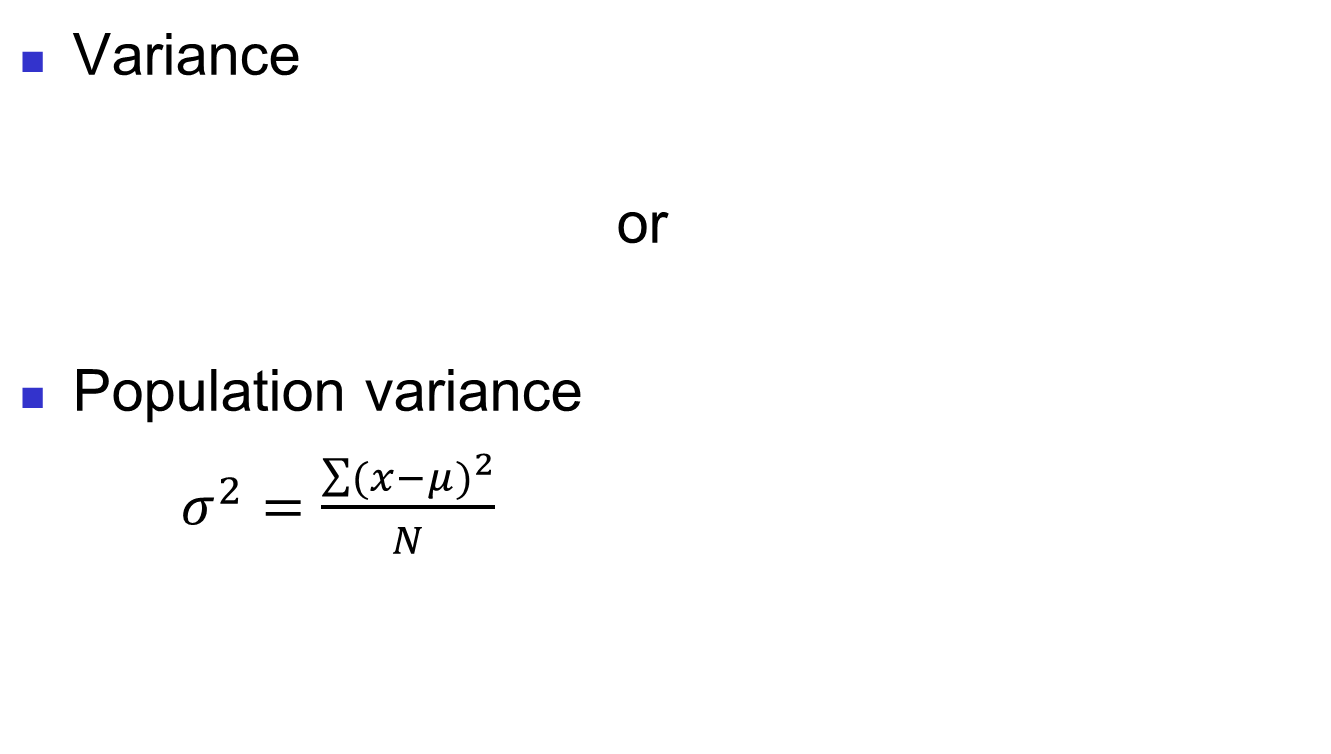 ■ Variance
or
■ Population variance
𝜎² = ∑(𝑥−𝜇)² / 𝑁